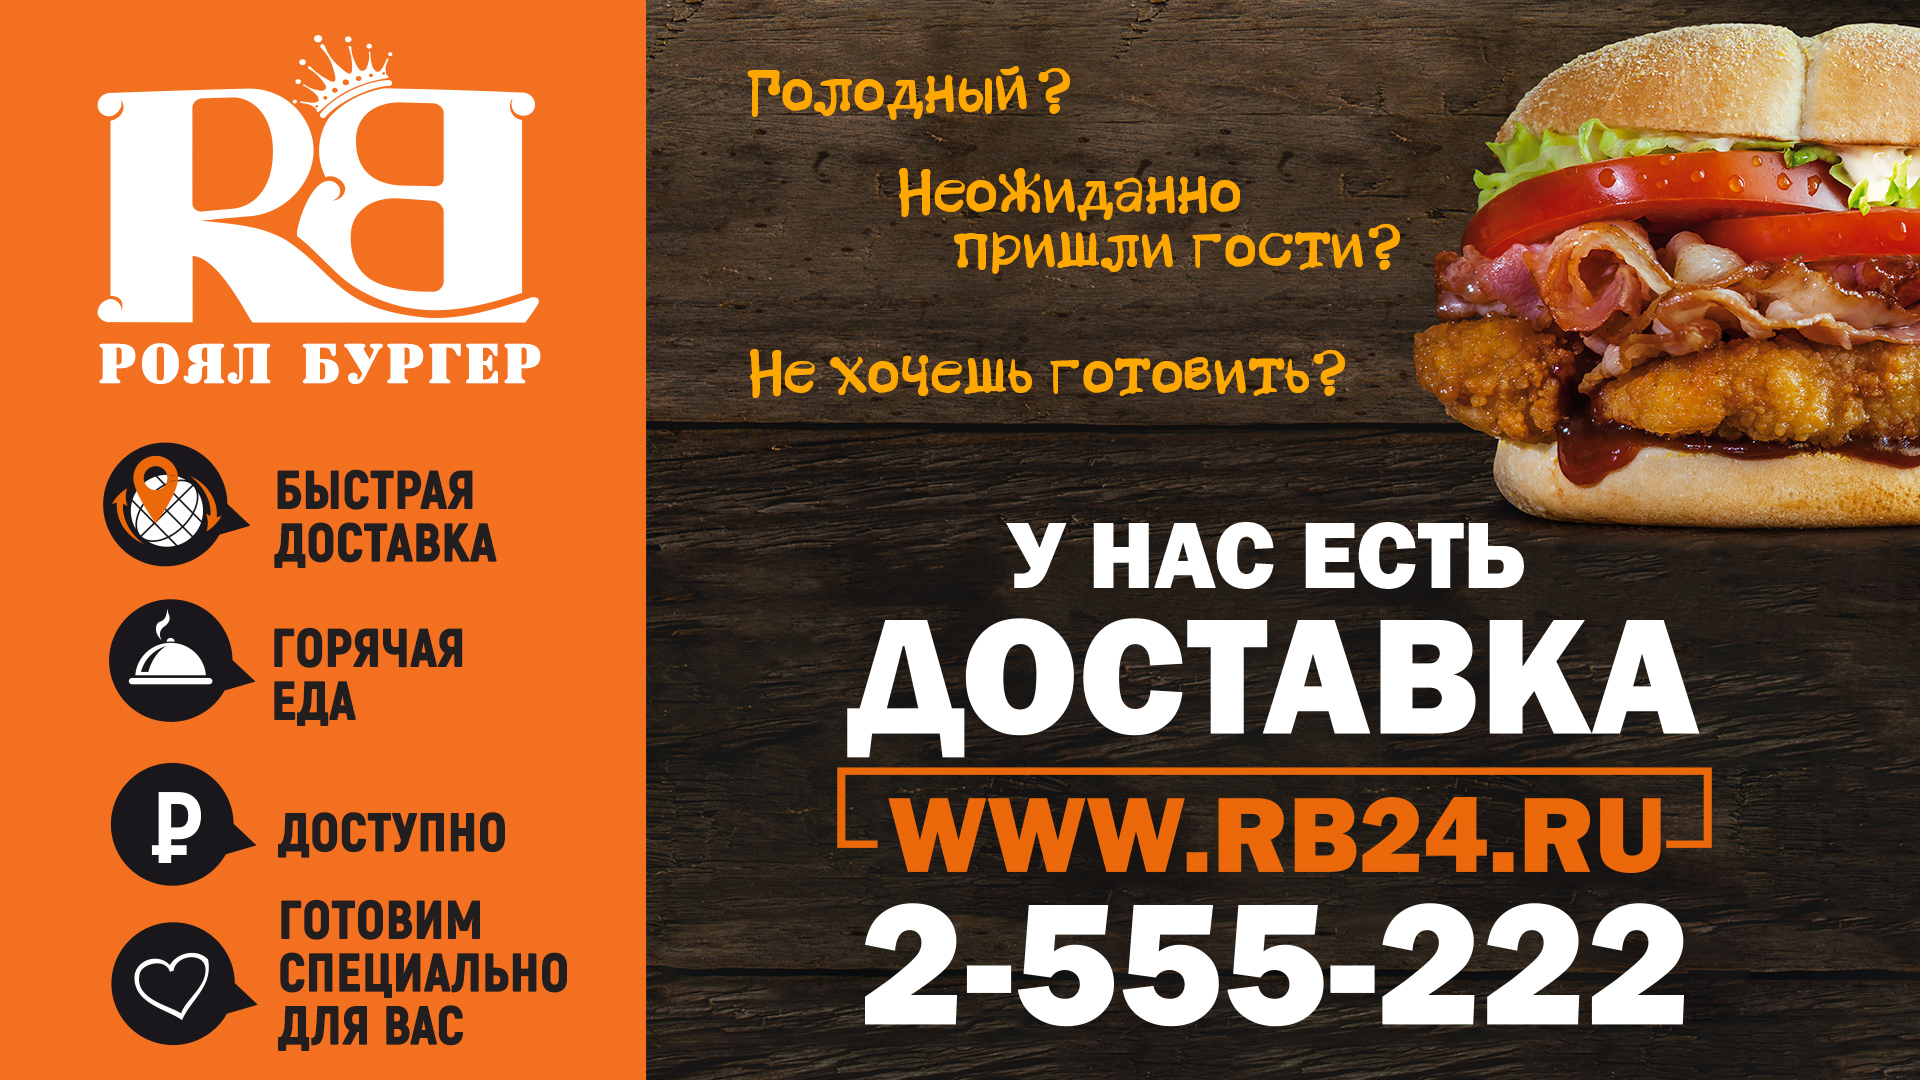 RB
РОЯЛ БУРГЕР
БЫСТРАЯ
ДОСТАВКА
ГОРЯЧАЯ
ЕДА
ДОСТУПНО
ГОТОВИМ
СПЕЦИАЛЬНО
ДЛЯ ВАС
Голодный?
Неожиданно
пришли гости?
Не хочешь готовить?
У НАС ЕСТЬ
ДОСТАВКА
WWW.RB24.RU
2-555-222